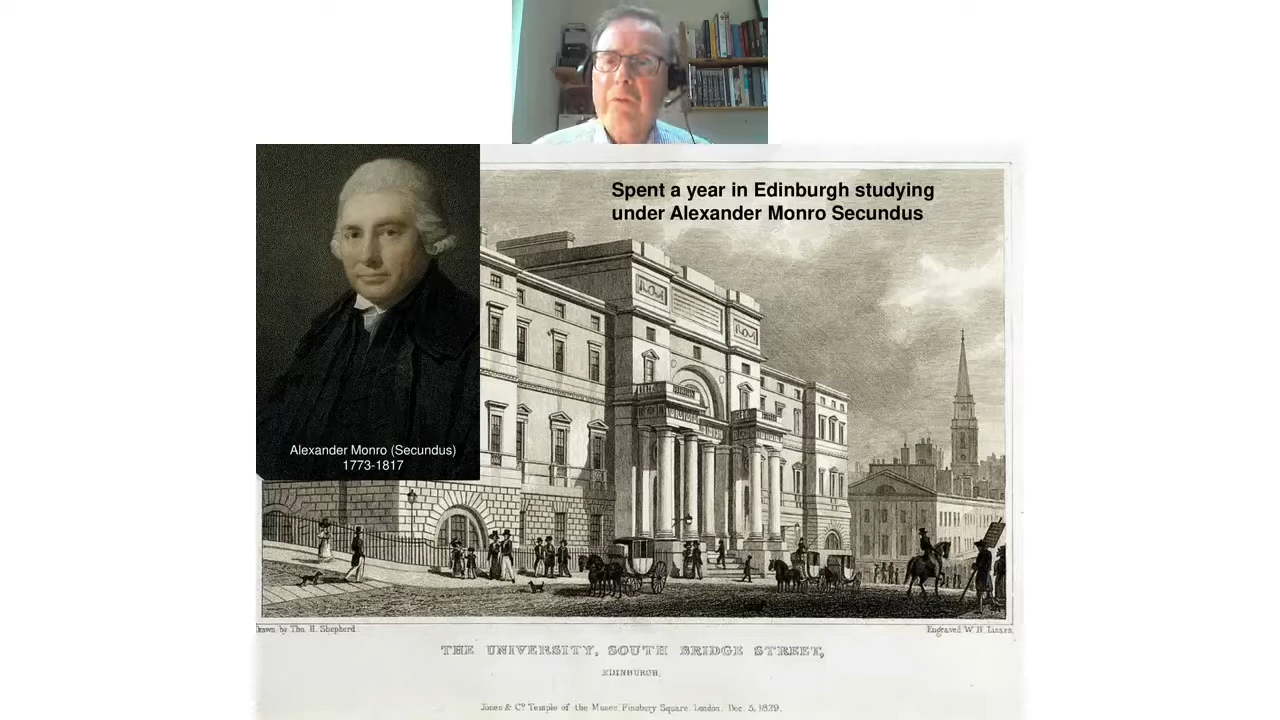 Spent a year in Edinburgh studying
under Alexander Monro Secundus
Alexander Monro (Secundus)
1773-1817
Drawn by Tho. H. Shepherd.
Engraved W. H. Lizars,
THE UNIVERSITY, SOUTH BRIDGE STREET,
EDINBURGH,
Jones & Co. Temple of the Muses, Finsbury Square, London, Dec. 5, 1829.